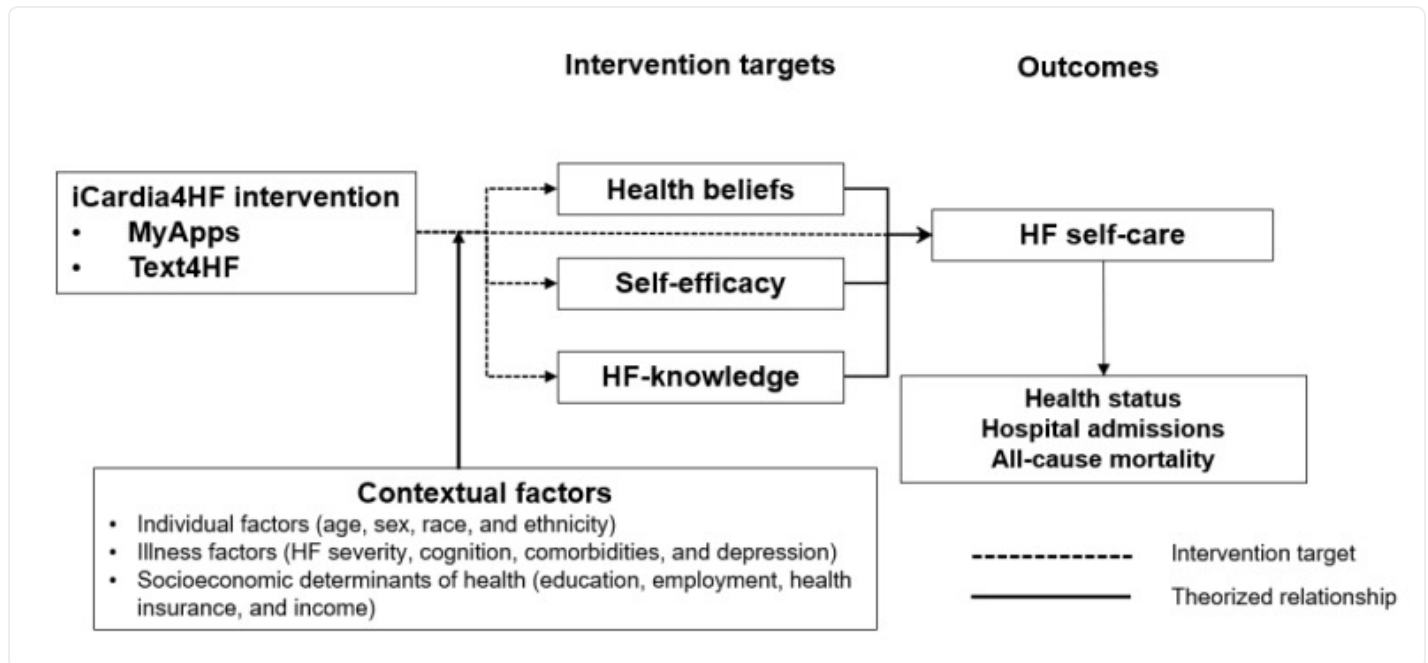 Intervention targets
Outcomes
iCardia4HF intervention
• MyApps
• Text4HF
Health beliefs
Self-efficacy
HF-knowledge
HF self-care
Health status
Hospital admissions
All-cause mortality
Contextual factors
• Individual factors (age, sex, race, and ethnicity)
• Illness factors (HF severity, cognition, comorbidities, and depression)
• Socioeconomic determinants of health (education, employment, health
insurance, and income)
Intervention target
Theorized relationship